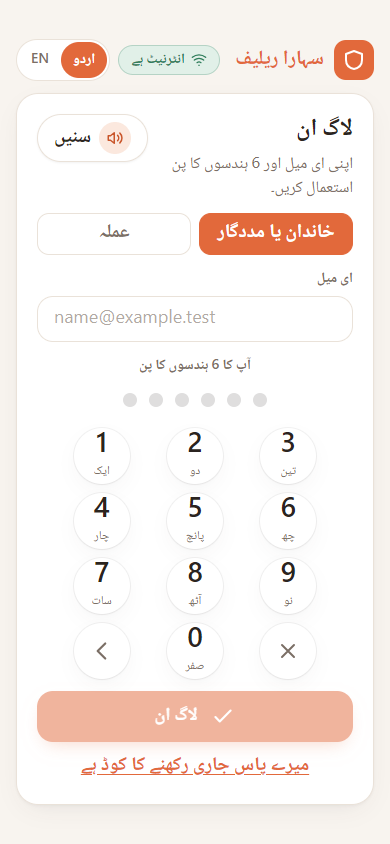 سہارا ریلیف
انٹرنیٹ ہے
اردو
EN
لاگ ان
سنیں
اپنی ای میل اور 6 ہندسوں کا پن
استعمال کریں۔
خاندان یا مددگار
عملہ
ای میل
name@example.test
آپ کا 6 ہندسوں کا پن
1 2 3
ایک دو تین
4 5 6
چار پانچ چھ
7 8 9
سات آٹھ نو
0
صفر
لاگ ان
میرے پاس جاری رکھنے کا کوڈ ہے